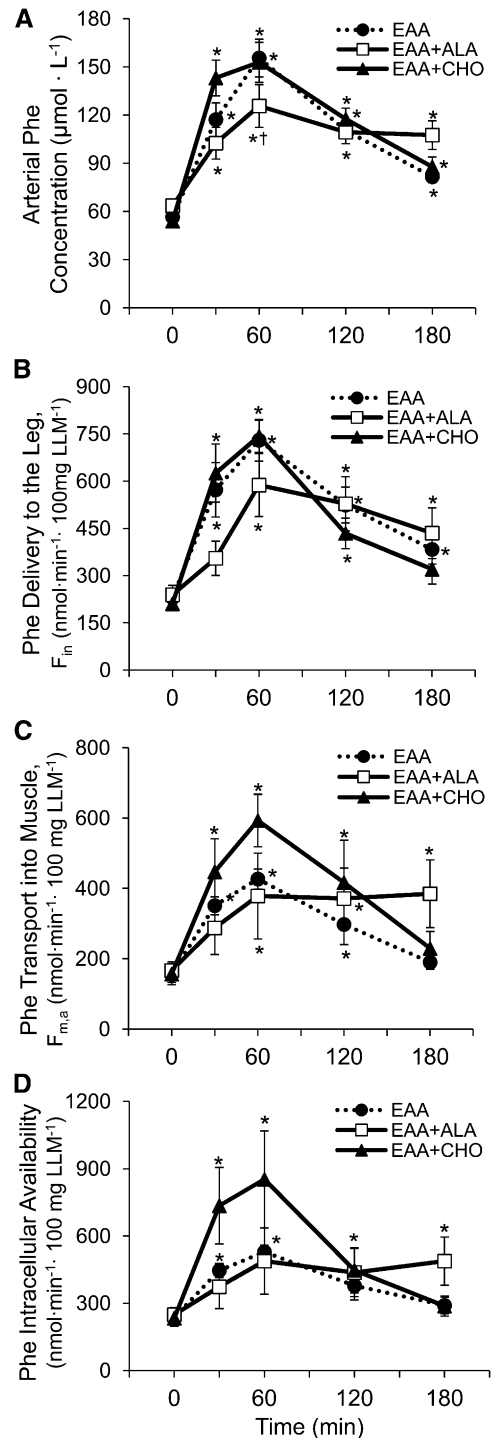 A
Arterial Phe
Concentration (µmol · L⁻¹)
180
150
120
90
60
30
0
EAA
EAA+ALA
EAA+CHO
* * * * * * * * * * *
*†
0 60 120 180
B
Phe Delivery to the Leg,
Fin (nmol·min⁻¹· 100mg LLM⁻¹)
900
750
600
450
300
150
EAA
EAA+ALA
EAA+CHO
* * * * * * * * * *
0 60 120 180
C
Phe Transport into Muscle,
Fm,a (nmol·min⁻¹· 100 mg LLM⁻¹)
800
600
400
200
0
EAA
EAA+ALA
EAA+CHO
* * * * * * * * *
0 60 120 180
D
Phe Intracellular Availability
(nmol·min⁻¹· 100 mg LLM⁻¹)
1200
900
600
300
0
EAA
EAA+ALA
EAA+CHO
* * * * * *
0 60 120 180
Time (min)